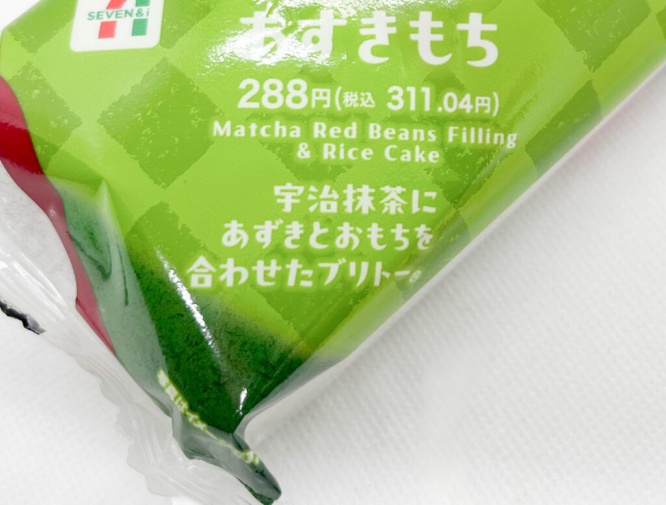 SEVEN&i
あずきもち
288円(税込 311.04円)
Matcha Red Beans Filling
& Rice Cake
宇治抹茶に
あずきとおもちを
合わせたブリトー。